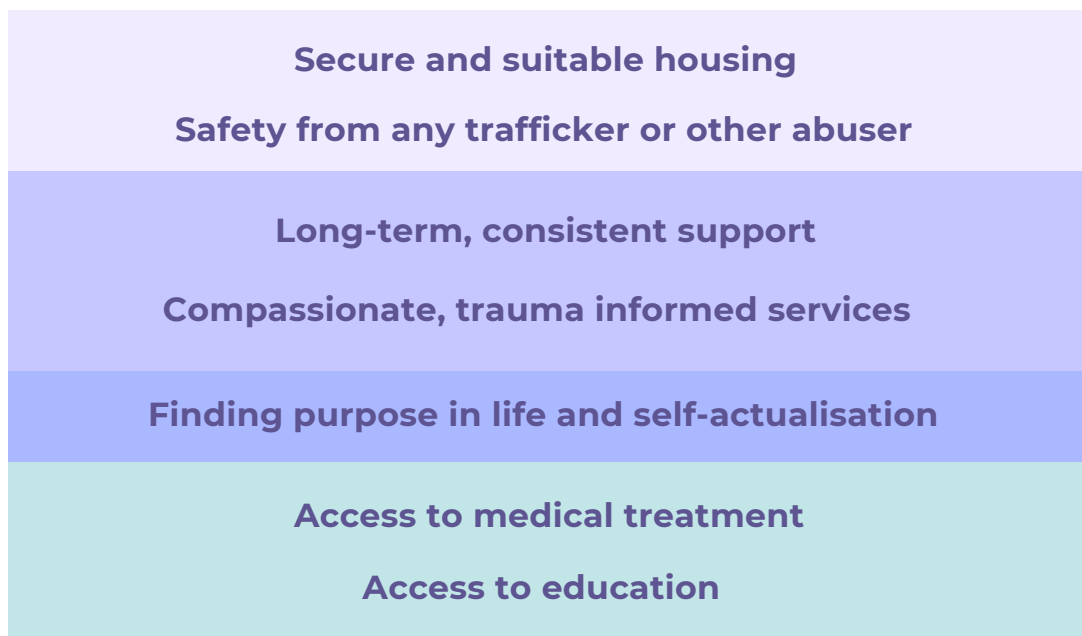 Secure and suitable housing
Safety from any trafficker or other abuser
Long-term, consistent support
Compassionate, trauma informed services
Finding purpose in life and self-actualisation
Access to medical treatment
Access to education